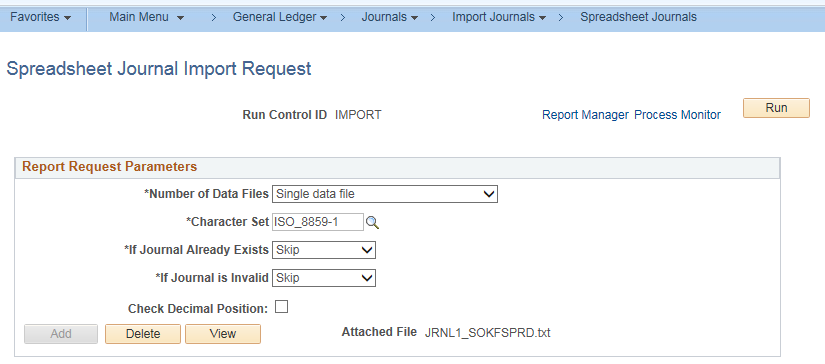 Favorites Main Menu > General Ledger > Journals > Import Journals > Spreadsheet Journals
Spreadsheet Journal Import Request
Run Control ID IMPORT Report Manager Process Monitor Run
Report Request Parameters
*Number of Data Files Single data file
*Character Set ISO_8859-1
*If Journal Already Exists Skip
*If Journal is Invalid Skip
Check Decimal Position:
Add Delete View Attached File JRNL1_SOKFSPRD.txt